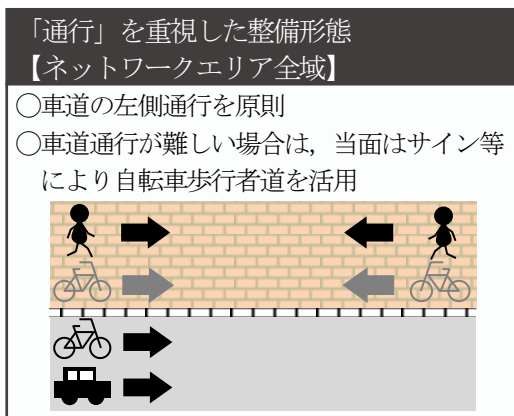 「通行」を重視した整備形態
【ネットワークエリア全域】
○車道の左側通行を原則
○車道通行が難しい場合は，当面はサイン等
により自転車歩行者道を活用